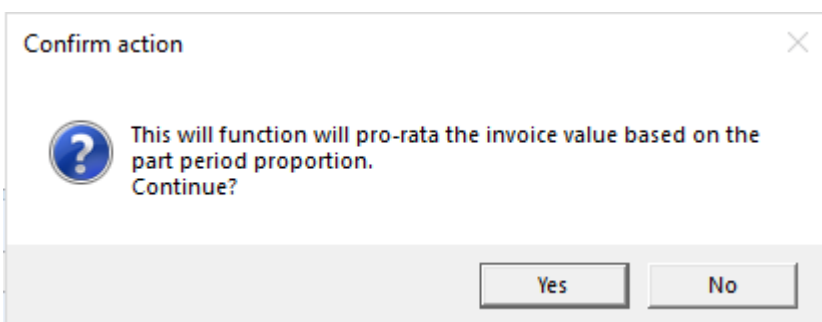 Confirm action
This will function will pro-rata the invoice value based on the
part period proportion.
Continue?
Yes
No